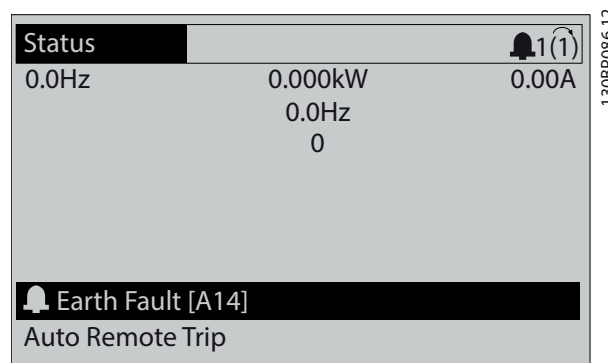 Status 1(1)
0.0Hz 0.000kW 0.00A
0.0Hz
0
Earth Fault [A14]
Auto Remote Trip
130BP086.12